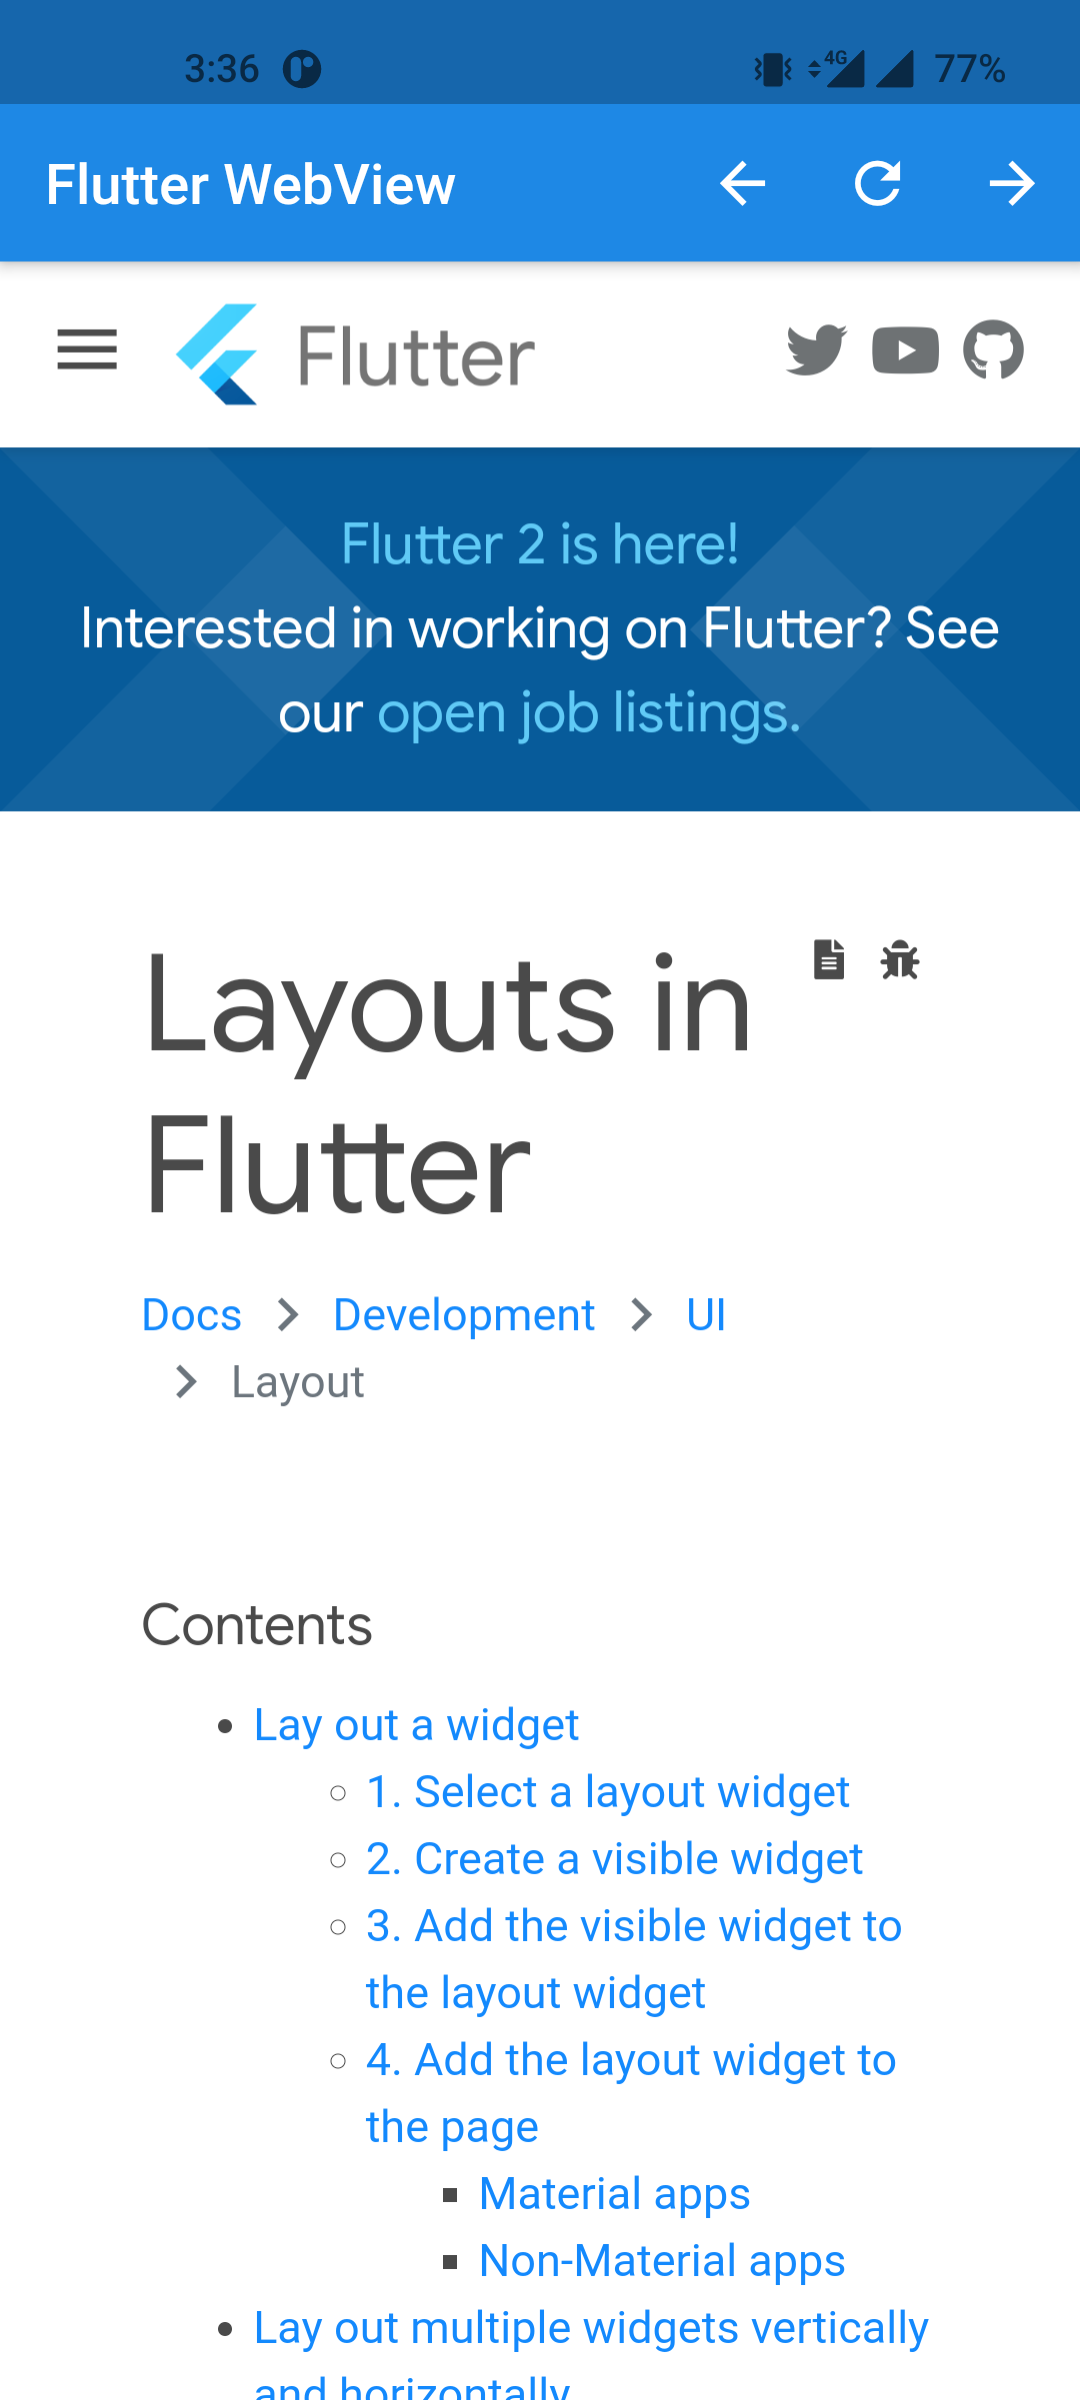 3:36
4G
77%
Flutter WebView
Flutter
Flutter 2 is here!
Interested in working on Flutter? See
our open job listings.
Layouts in
Flutter
Docs > Development > UI
> Layout
Contents
• Lay out a widget
○ 1. Select a layout widget
○ 2. Create a visible widget
○ 3. Add the visible widget to
the layout widget
○ 4. Add the layout widget to
the page
▪ Material apps
▪ Non-Material apps
• Lay out multiple widgets vertically
and horizontally